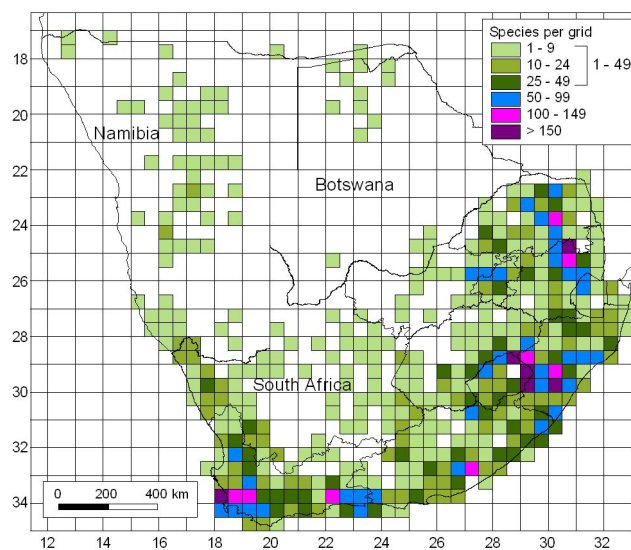 Species per grid
1 - 9
10 - 24
25 - 49
1 - 49
50 - 99
100 - 149
> 150
18
20
22
24
26
28
30
32
34
Namibia
Botswana
South Africa
0 200 400 km
12 14 16 18 20 22 24 25 28 30 32